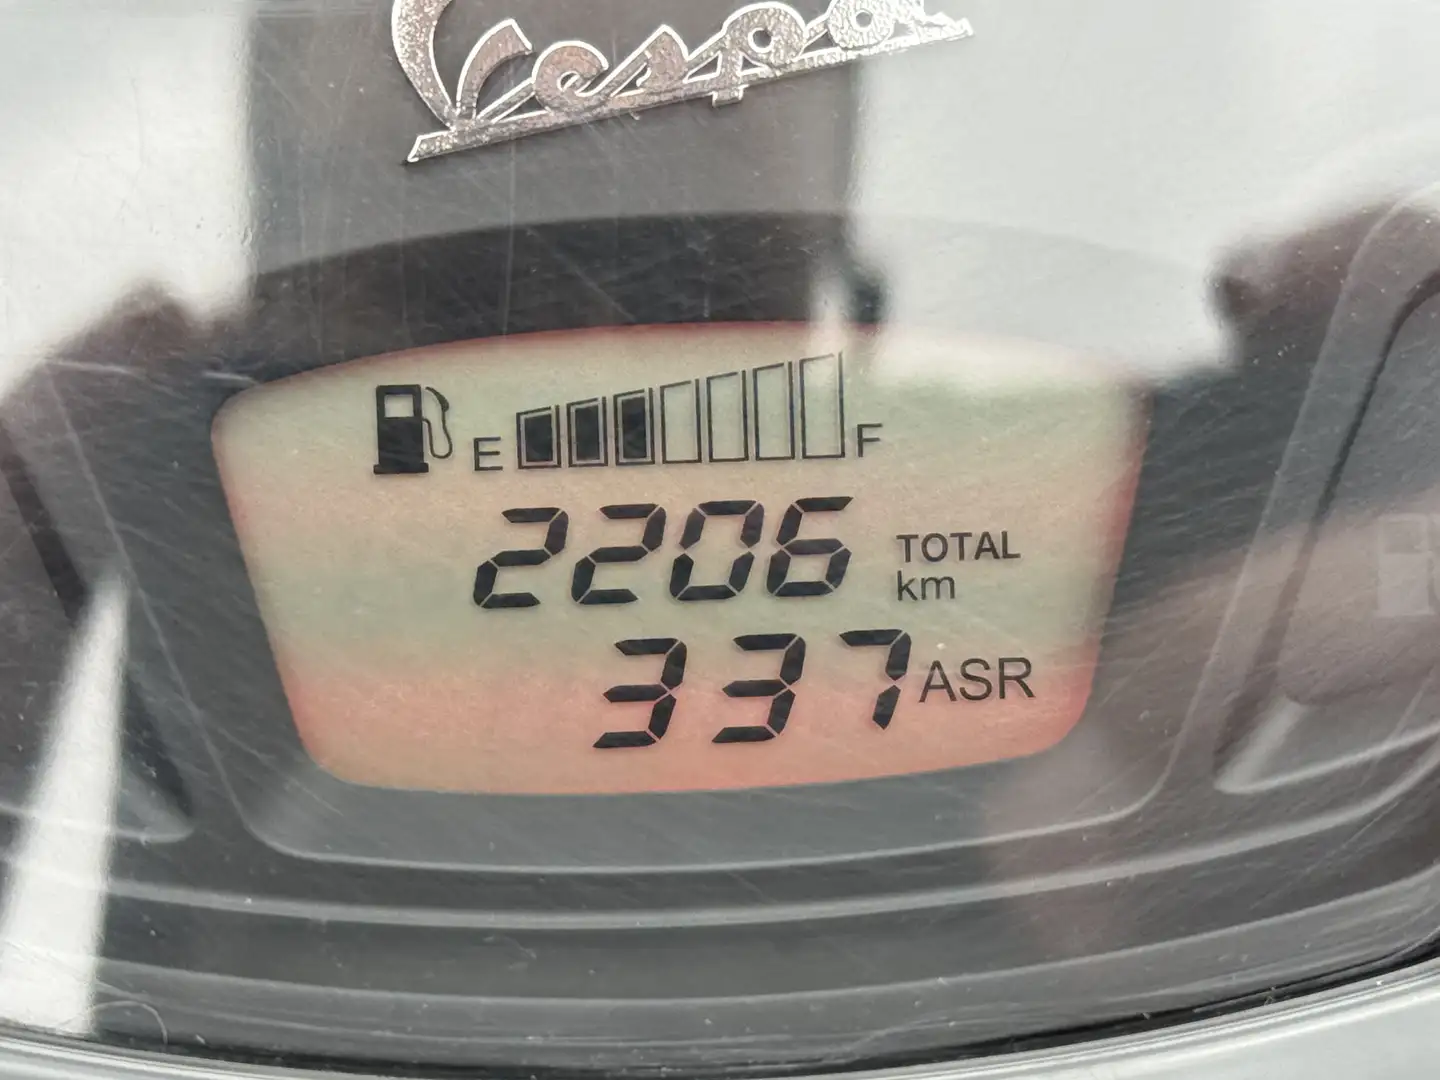 Vespa
E F
2206 TOTAL km
337 ASR